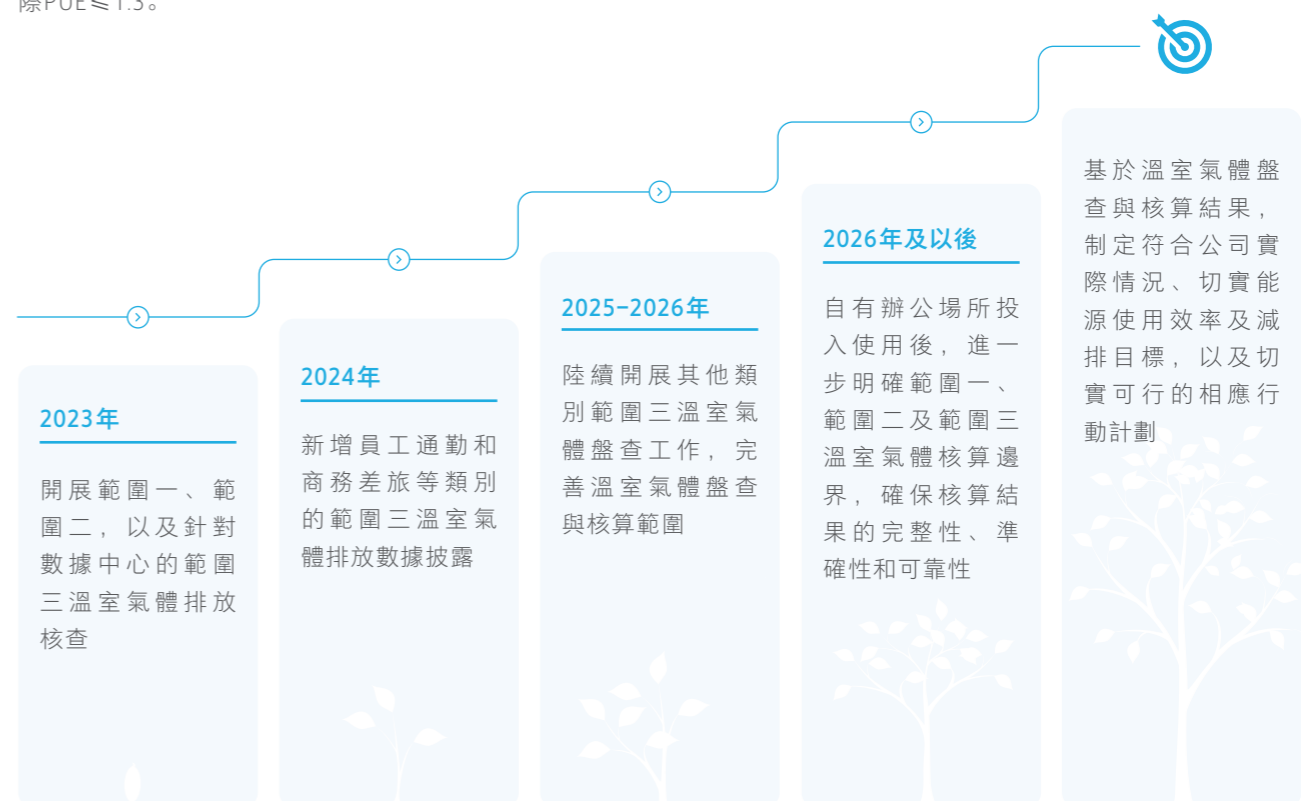 際PUE≤1.3。
2023年
開展範圍一、範
圍二，以及針對
數據中心的範圍
三溫室氣體排放
核查
2024年
新增員工通勤和
商務差旅等類別
的範圍三溫室氣
體排放數據披露
2025-2026年
陸續開展其他類
別範圍三溫室氣
體盤查工作，完
善溫室氣體盤查
與核算範圍
2026年及以後
自有辦公場所投
入使用後，進一
步明確範圍一、
範圍二及範圍三
溫室氣體核算邊
界，確保核算結
果的完整性、準
確性和可靠性
基於溫室氣體盤
查與核算結果，
制定符合公司實
際情況、切實能
源使用效率及減
排目標，以及切
實可行的相應行
動計劃